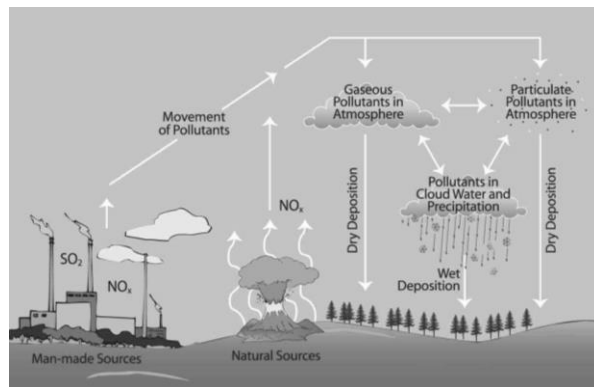 Gaseous
Pollutants in
Atmosphere
Particulate
Pollutants in
Atmosphere
Movement
of Pollutants
Pollutants in
Cloud Water and
Precipitation
Dry Deposition
Dry Deposition
NOₓ
SO₂
NOₓ
Wet
Deposition
Man-made Sources
Natural Sources